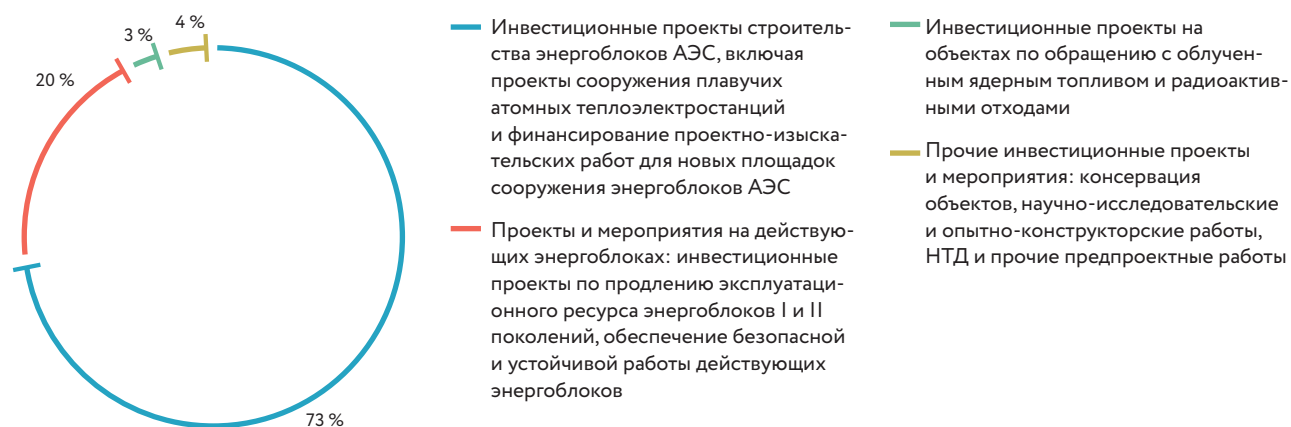 4 %
3 %
20 %
73 %
Инвестиционные проекты строитель-
ства энергоблоков АЭС, включая
проекты сооружения плавучих
атомных теплоэлектростанций
и финансирование проектно-изыска-
тельских работ для новых площадок
сооружения энергоблоков АЭС
Проекты и мероприятия на действую-
щих энергоблоках: инвестиционные
проекты по продлению эксплуатаци-
онного ресурса энергоблоков I и II
поколений, обеспечение безопасной
и устойчивой работы действующих
энергоблоков
Инвестиционные проекты на
объектах по обращению с облучен-
ным ядерным топливом и радиоактив-
ными отходами
Прочие инвестиционные проекты
и мероприятия: консервация
объектов, научно-исследовательские
и опытно-конструкторские работы,
НТД и прочие предпроектные работы